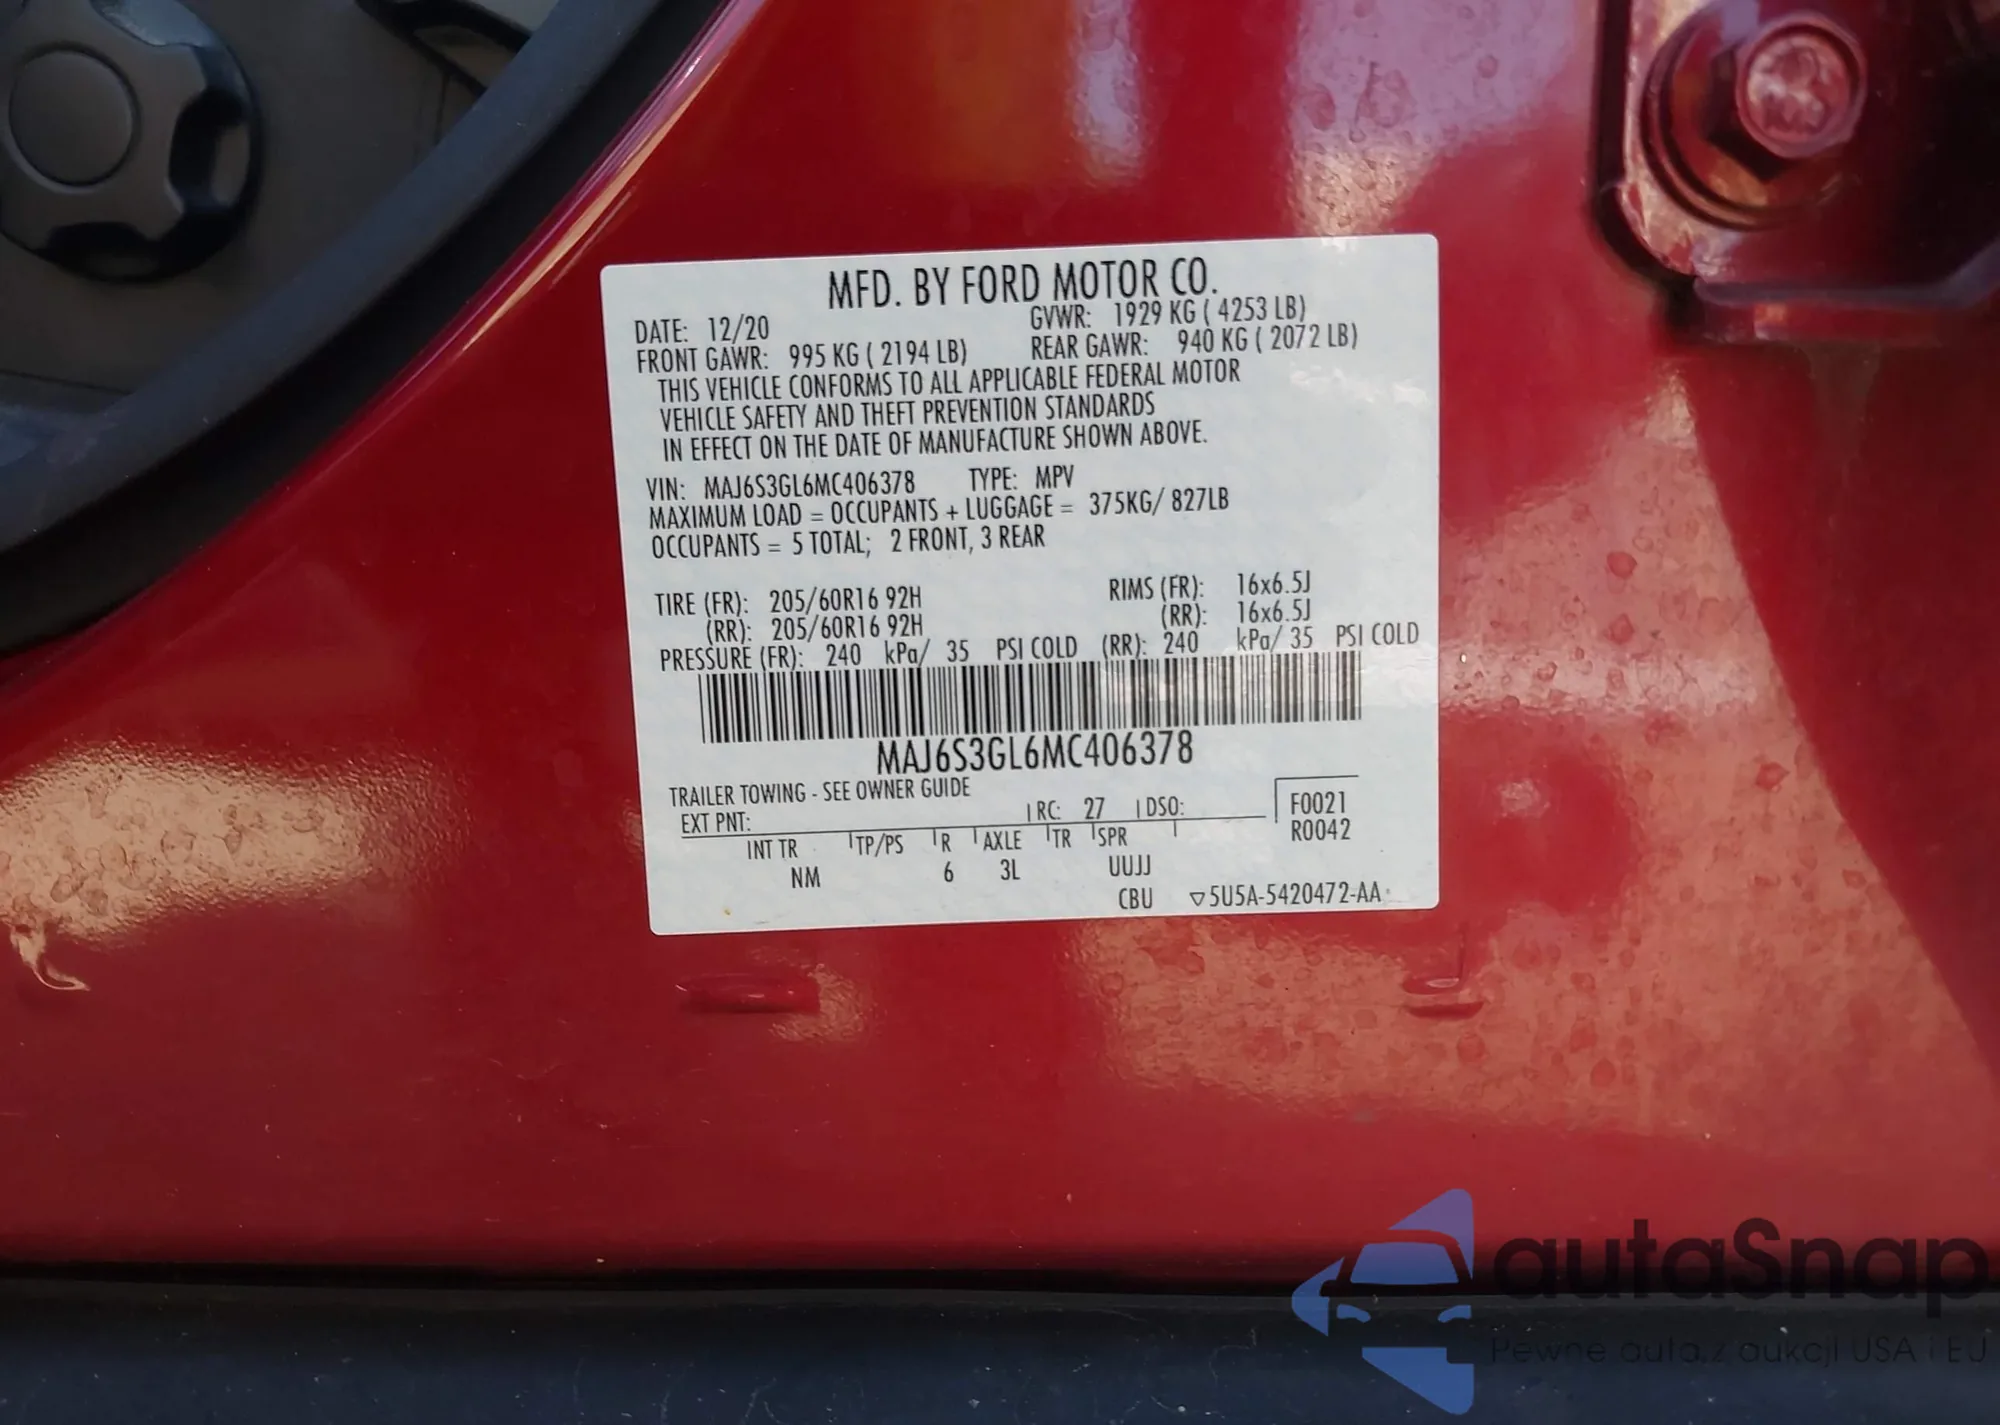 MFD. BY FORD MOTOR CO.
DATE: 12/20 GVWR: 1929 KG ( 4253 LB)
FRONT GAWR: 995 KG ( 2194 LB) REAR GAWR: 940 KG ( 2072 LB)
THIS VEHICLE CONFORMS TO ALL APPLICABLE FEDERAL MOTOR
VEHICLE SAFETY AND THEFT PREVENTION STANDARDS
IN EFFECT ON THE DATE OF MANUFACTURE SHOWN ABOVE.
VIN: MAJ6S3GL6MC406378 TYPE: MPV
MAXIMUM LOAD = OCCUPANTS + LUGGAGE = 375KG/ 827LB
OCCUPANTS = 5 TOTAL; 2 FRONT, 3 REAR
TIRE (FR): 205/60R16 92H RIMS (FR): 16x6.5J
(RR): 205/60R16 92H (RR): 16x6.5J
PRESSURE (FR): 240 kPa/ 35 PSI COLD (RR): 240 kPa/ 35 PSI COLD
MAJ6S3GL6MC406378
TRAILER TOWING - SEE OWNER GUIDE
EXT PNT: RC: 27 DSO: F0021
R0042
INT TR TP/PS R AXLE TR SPR
NM 6 3L UUJJ
CBU ▽5U5A-5420472-AA
autaSnap
Pewne auta z aukcji USA i EU